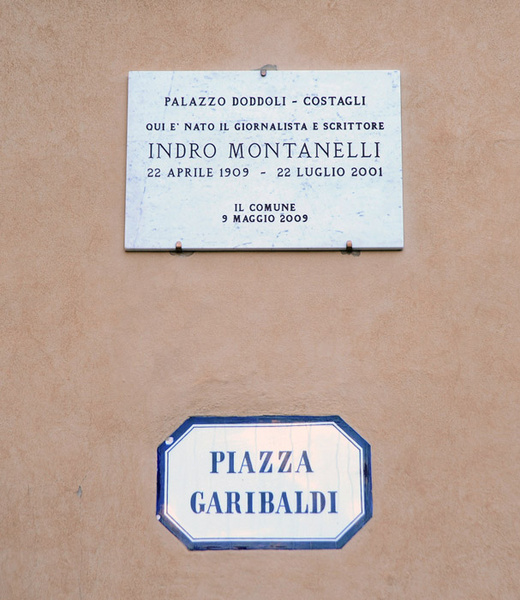 PALAZZO DODDOLI - COSTAGLI
QUI E' NATO IL GIORNALISTA E SCRITTORE
INDRO MONTANELLI
22 APRILE 1909 - 22 LUGLIO 2001
IL COMUNE
9 MAGGIO 2009
PIAZZA
GARIBALDI